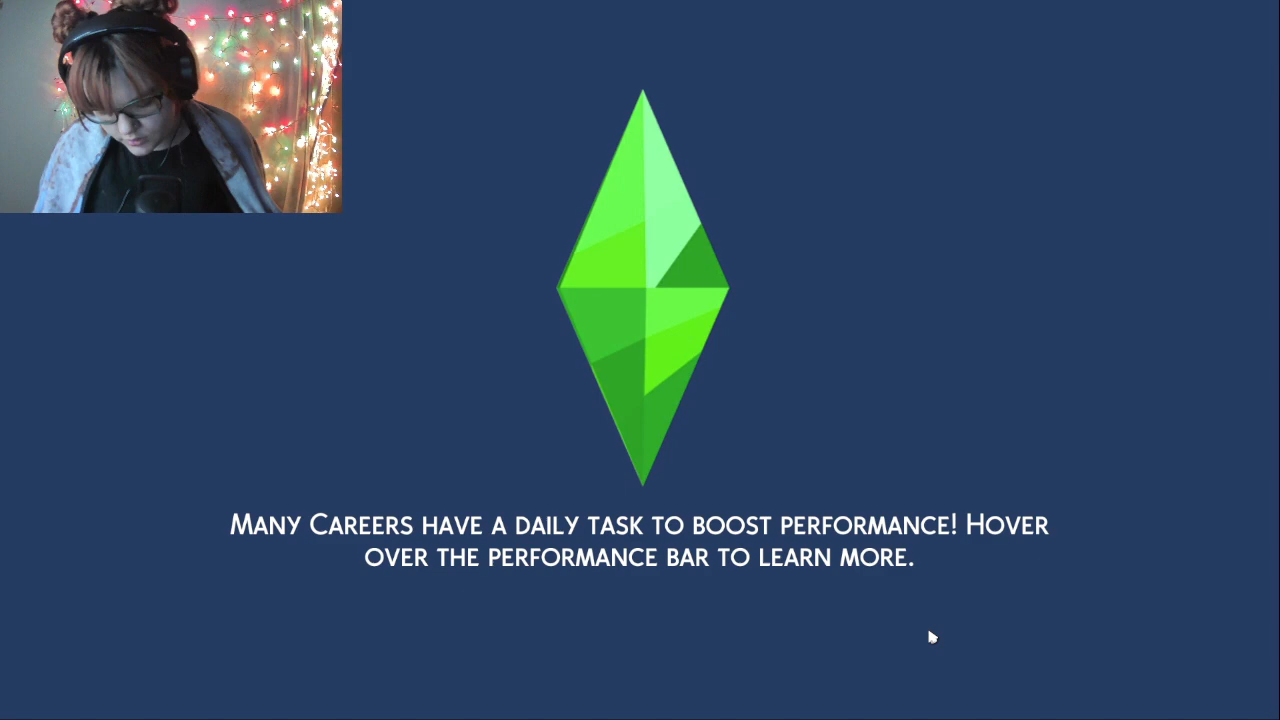 Many Careers have a daily task to boost performance! Hover
over the performance bar to learn more.